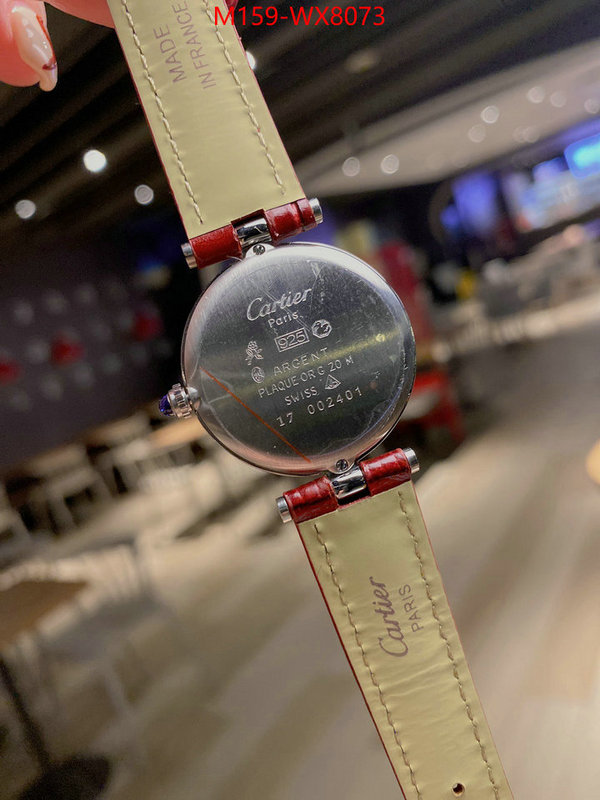 M159-WX8073
MADE
IN FRANCE
Cartier
Paris
925
ARGENT
PLAQUE OR G 20 M
SWISS
17 002401
Cartier
PARIS